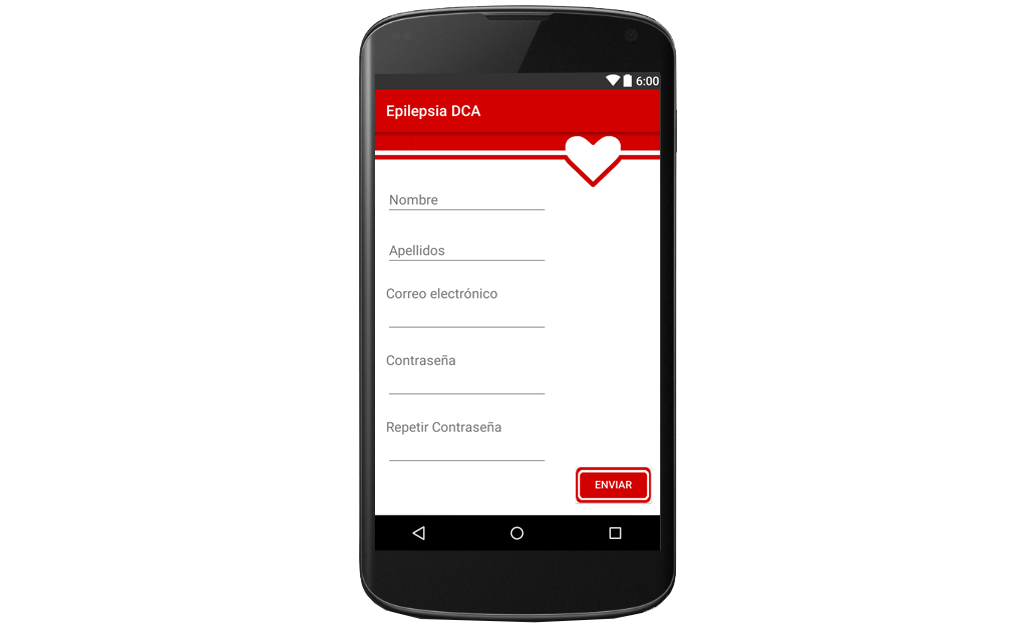 6:00
Epilepsia DCA
Nombre
Apellidos
Correo electrónico
Contraseña
Repetir Contraseña
ENVIAR